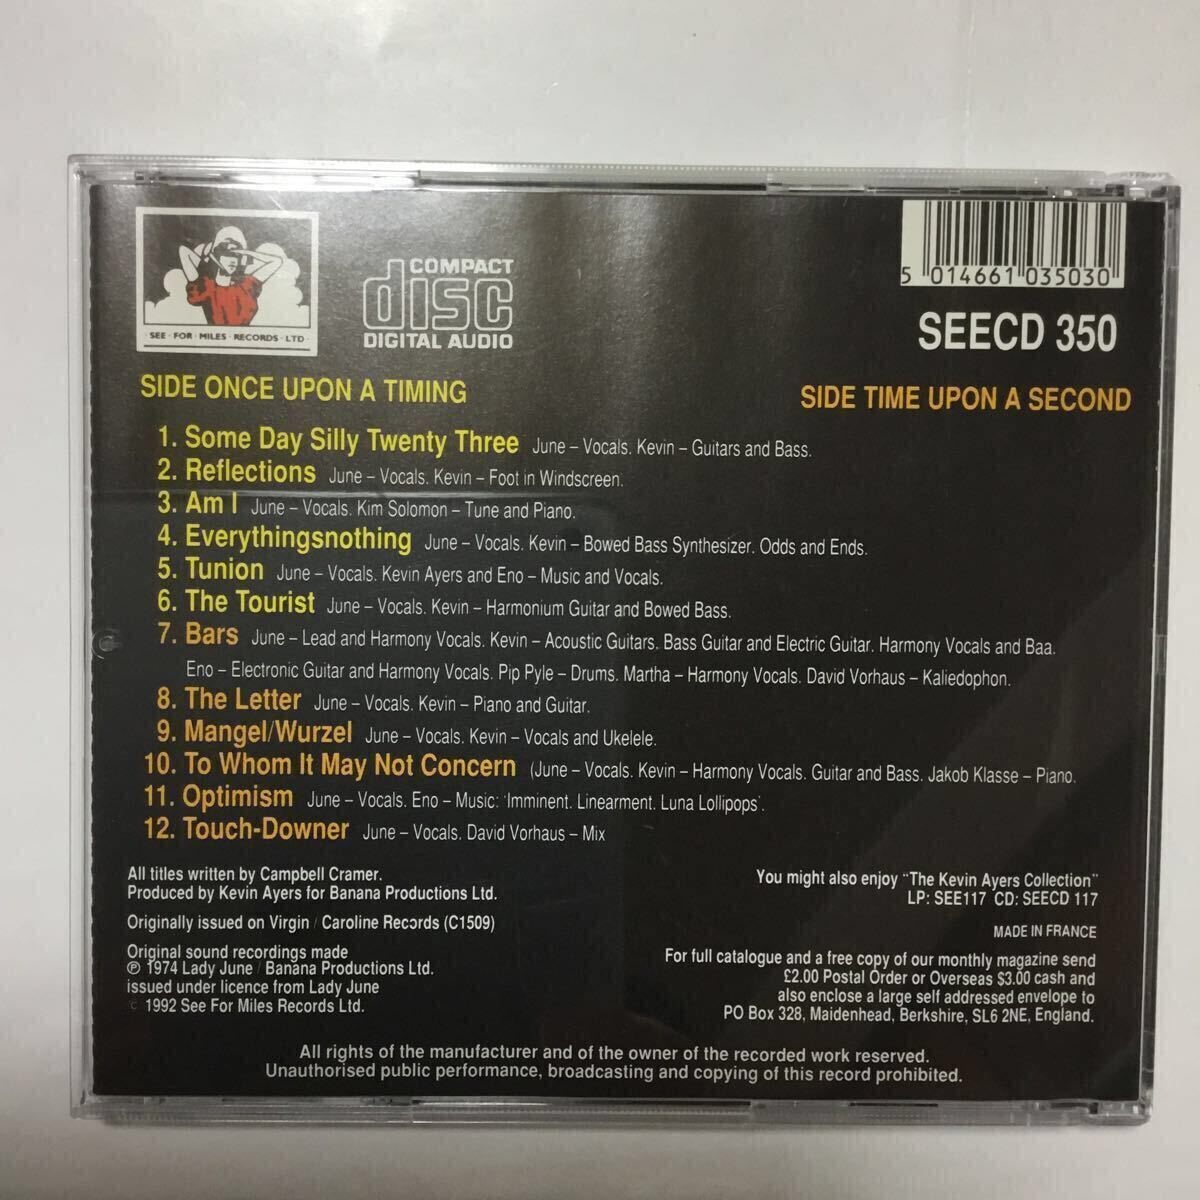 SEE · FOR · MILES · RECORDS · LTD
COMPACT
disc
DIGITAL AUDIO
5 014661 035030
SEECD 350
SIDE ONCE UPON A TIMING
SIDE TIME UPON A SECOND
1. Some Day Silly Twenty Three June – Vocals. Kevin – Guitars and Bass.
2. Reflections June – Vocals. Kevin – Foot in Windscreen.
3. Am I June – Vocals. Kim Solomon – Tune and Piano.
4. Everythingsnothing June – Vocals. Kevin – Bowed Bass Synthesizer. Odds and Ends.
5. Tunion June – Vocals. Kevin Ayers and Eno – Music and Vocals.
6. The Tourist June – Vocals. Kevin – Harmonium Guitar and Bowed Bass.
7. Bars June – Lead and Harmony Vocals. Kevin – Acoustic Guitars. Bass Guitar and Electric Guitar. Harmony Vocals and Baa.
Eno – Electronic Guitar and Harmony Vocals. Pip Pyle – Drums. Martha – Harmony Vocals. David Vorhaus – Kaliedophon.
8. The Letter June – Vocals. Kevin – Piano and Guitar.
9. Mangel/Wurzel June – Vocals. Kevin – Vocals and Ukelele.
10. To Whom It May Not Concern (June – Vocals. Kevin – Harmony Vocals. Guitar and Bass. Jakob Klasse – Piano.
11. Optimism June – Vocals. Eno – Music: 'Imminent. Linearment. Luna Lollipops'.
12. Touch-Downer June – Vocals. David Vorhaus – Mix
All titles written by Campbell Cramer.
Produced by Kevin Ayers for Banana Productions Ltd.
Originally issued on Virgin / Caroline Records (C1509)
Original sound recordings made
℗ 1974 Lady June / Banana Productions Ltd.
issued under licence from Lady June
© 1992 See For Miles Records Ltd.
You might also enjoy "The Kevin Ayers Collection"
LP: SEE117 CD: SEECD 117
MADE IN FRANCE
For full catalogue and a free copy of our monthly magazine send
£2.00 Postal Order or Overseas $3.00 cash and
also enclose a large self addressed envelope to
PO Box 328, Maidenhead, Berkshire, SL6 2NE, England.
All rights of the manufacturer and of the owner of the recorded work reserved.
Unauthorised public performance, broadcasting and copying of this record prohibited.